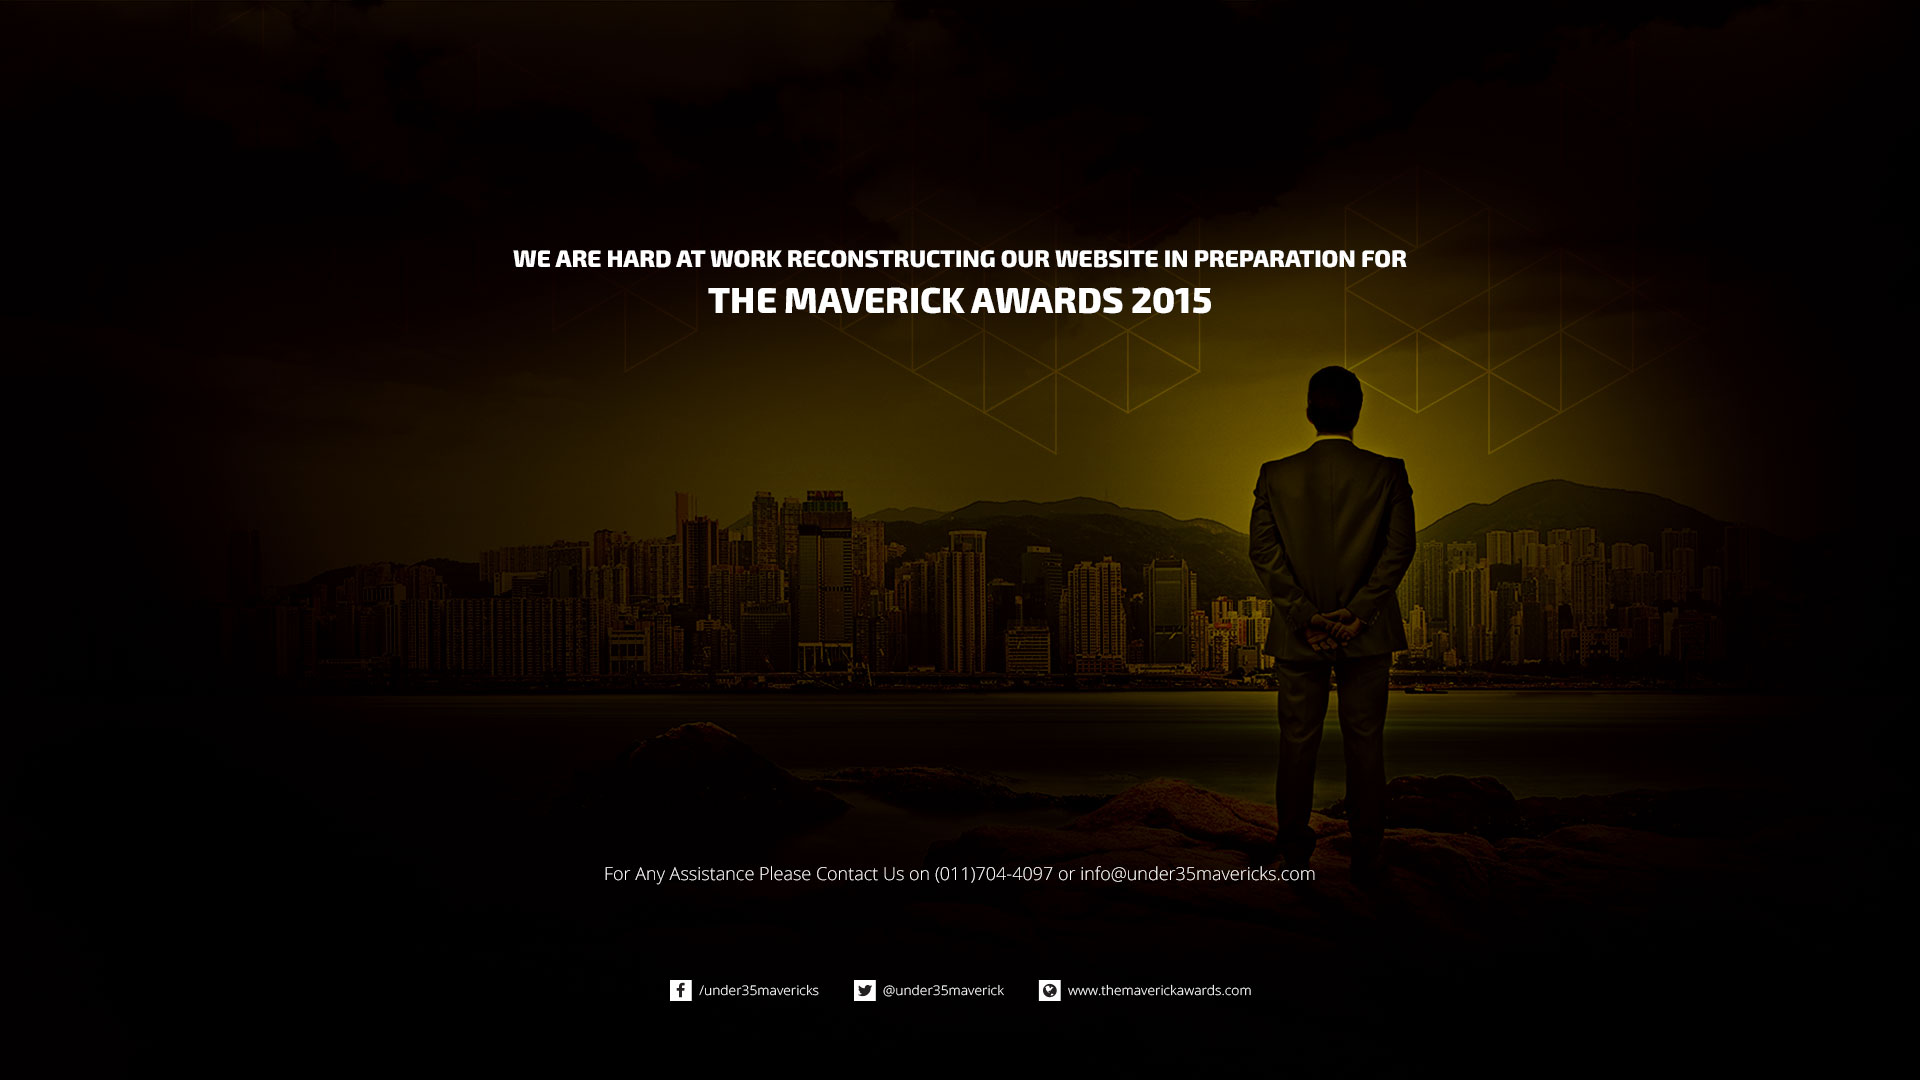 WE ARE HARD AT WORK RECONSTRUCTING OUR WEBSITE IN PREPARATION FOR
THE MAVERICK AWARDS 2015
For Any Assistance Please Contact Us on (011)704-4097 or info@under35mavericks.com
/under35mavericks @under35maverick www.themaverickawards.com